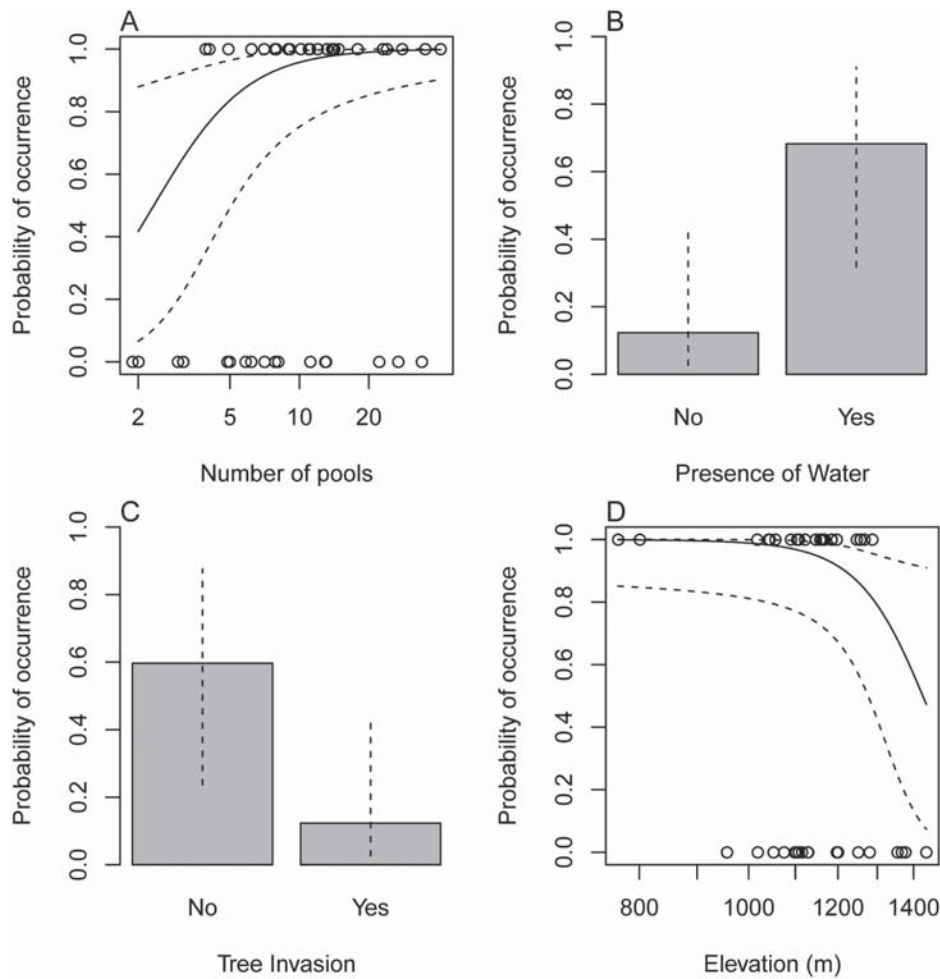 A
Probability of occurrence
0.0 0.2 0.4 0.6 0.8 1.0
2 5 10 20
Number of pools
B
Probability of occurrence
0.0 0.2 0.4 0.6 0.8 1.0
No Yes
Presence of Water
C
Probability of occurrence
0.0 0.2 0.4 0.6 0.8 1.0
No Yes
Tree Invasion
D
Probability of occurrence
0.0 0.2 0.4 0.6 0.8 1.0
800 1000 1200 1400
Elevation (m)